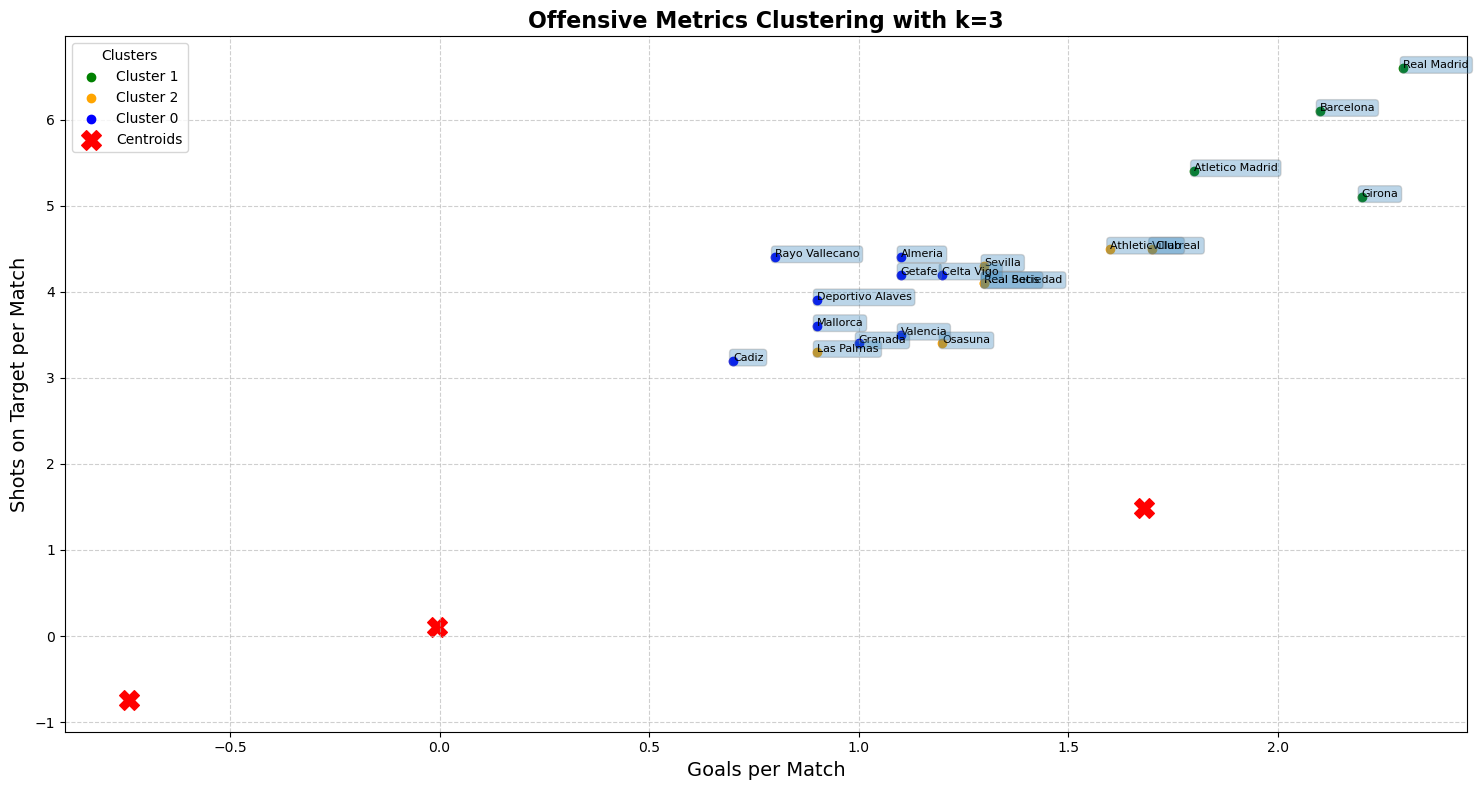 Offensive Metrics Clustering with k=3
Clusters
Cluster 1
Cluster 2
Cluster 0
Centroids
Real Madrid
Barcelona
Atletico Madrid
Girona
Athletic Club
Villarreal
Rayo Vallecano
Almeria
Sevilla
Getafe
Celta Vigo
Real Betis
Real Sociedad
Deportivo Alaves
Mallorca
Valencia
Granada
Osasuna
Las Palmas
Cadiz
Shots on Target per Match
6
5
4
3
2
1
0
−1
−0.5
0.0
0.5
1.0
1.5
2.0
Goals per Match